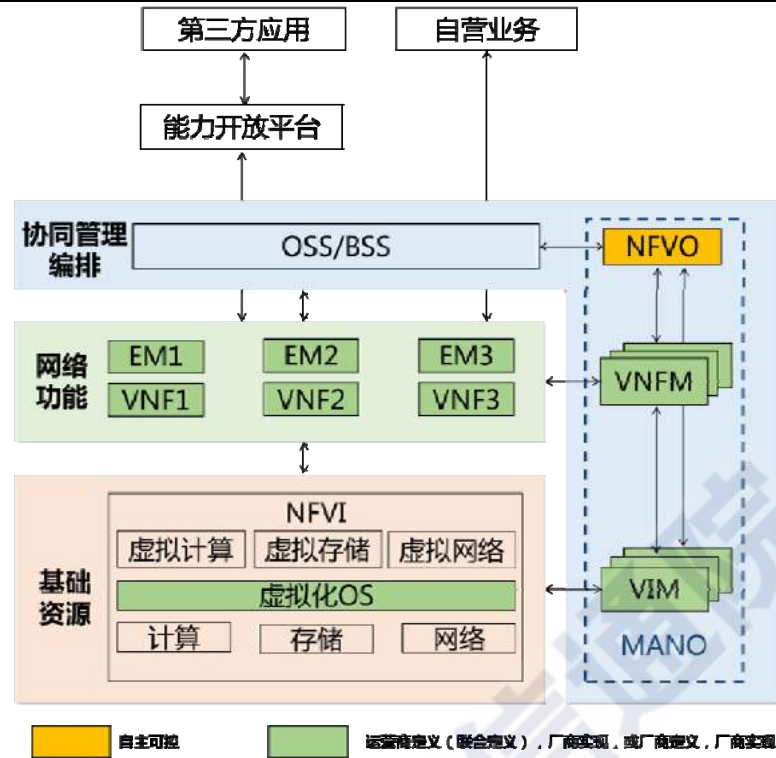 第三方应用
自营业务
能力开放平台
协同管理
编排
OSS/BSS
NFVO
网络
功能
EM1
EM2
EM3
VNF1
VNF2
VNF3
VNFM
基础
资源
NFVI
虚拟计算
虚拟存储
虚拟网络
虚拟化OS
计算
存储
网络
VIM
MANO
信通院
自主可控
运营商定义（联合定义），厂商实现，或厂商定义，厂商实现